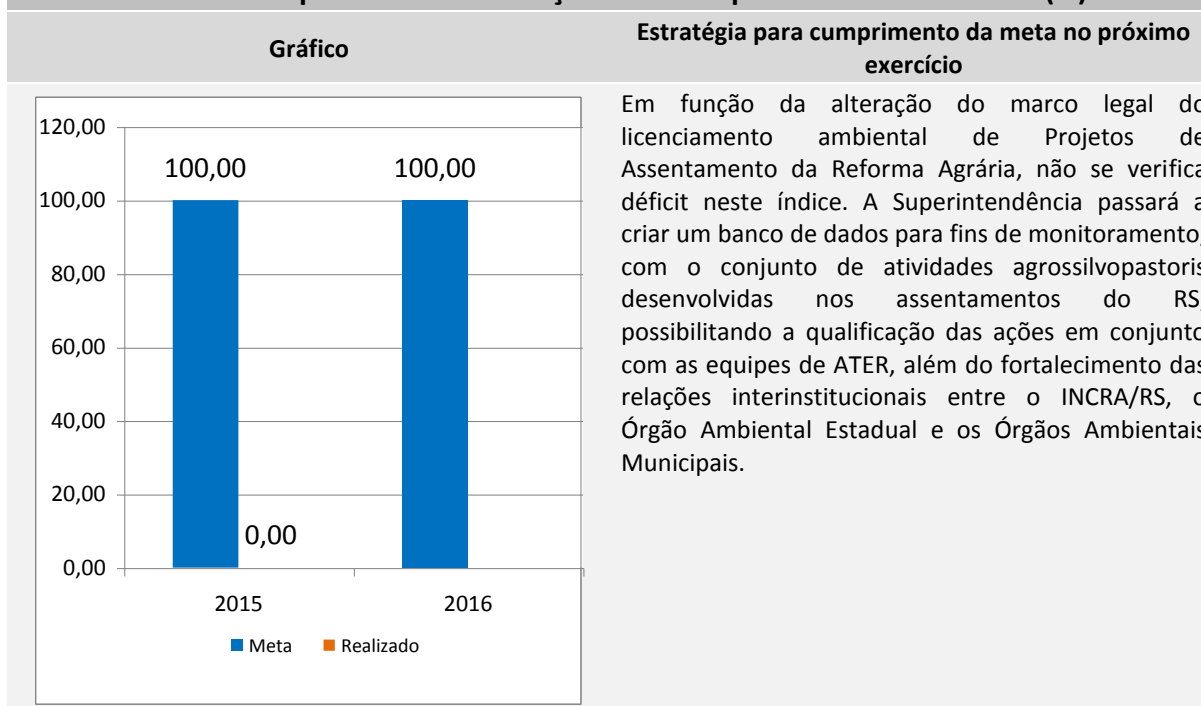 Gráfico
Estratégia para cumprimento da meta no próximo
exercício
120,00
100,00
80,00
60,00
40,00
20,00
0,00
100,00
0,00
100,00
2015
2016
Meta
Realizado
Em função da alteração do marco legal do
licenciamento ambiental de Projetos de
Assentamento da Reforma Agrária, não se verifica
déficit neste índice. A Superintendência passará a
criar um banco de dados para fins de monitoramento,
com o conjunto de atividades agrossilvopastoris
desenvolvidas nos assentamentos do RS,
possibilitando a qualificação das ações em conjunto
com as equipes de ATER, além do fortalecimento das
relações interinstitucionais entre o INCRA/RS, o
Órgão Ambiental Estadual e os Órgãos Ambientais
Municipais.